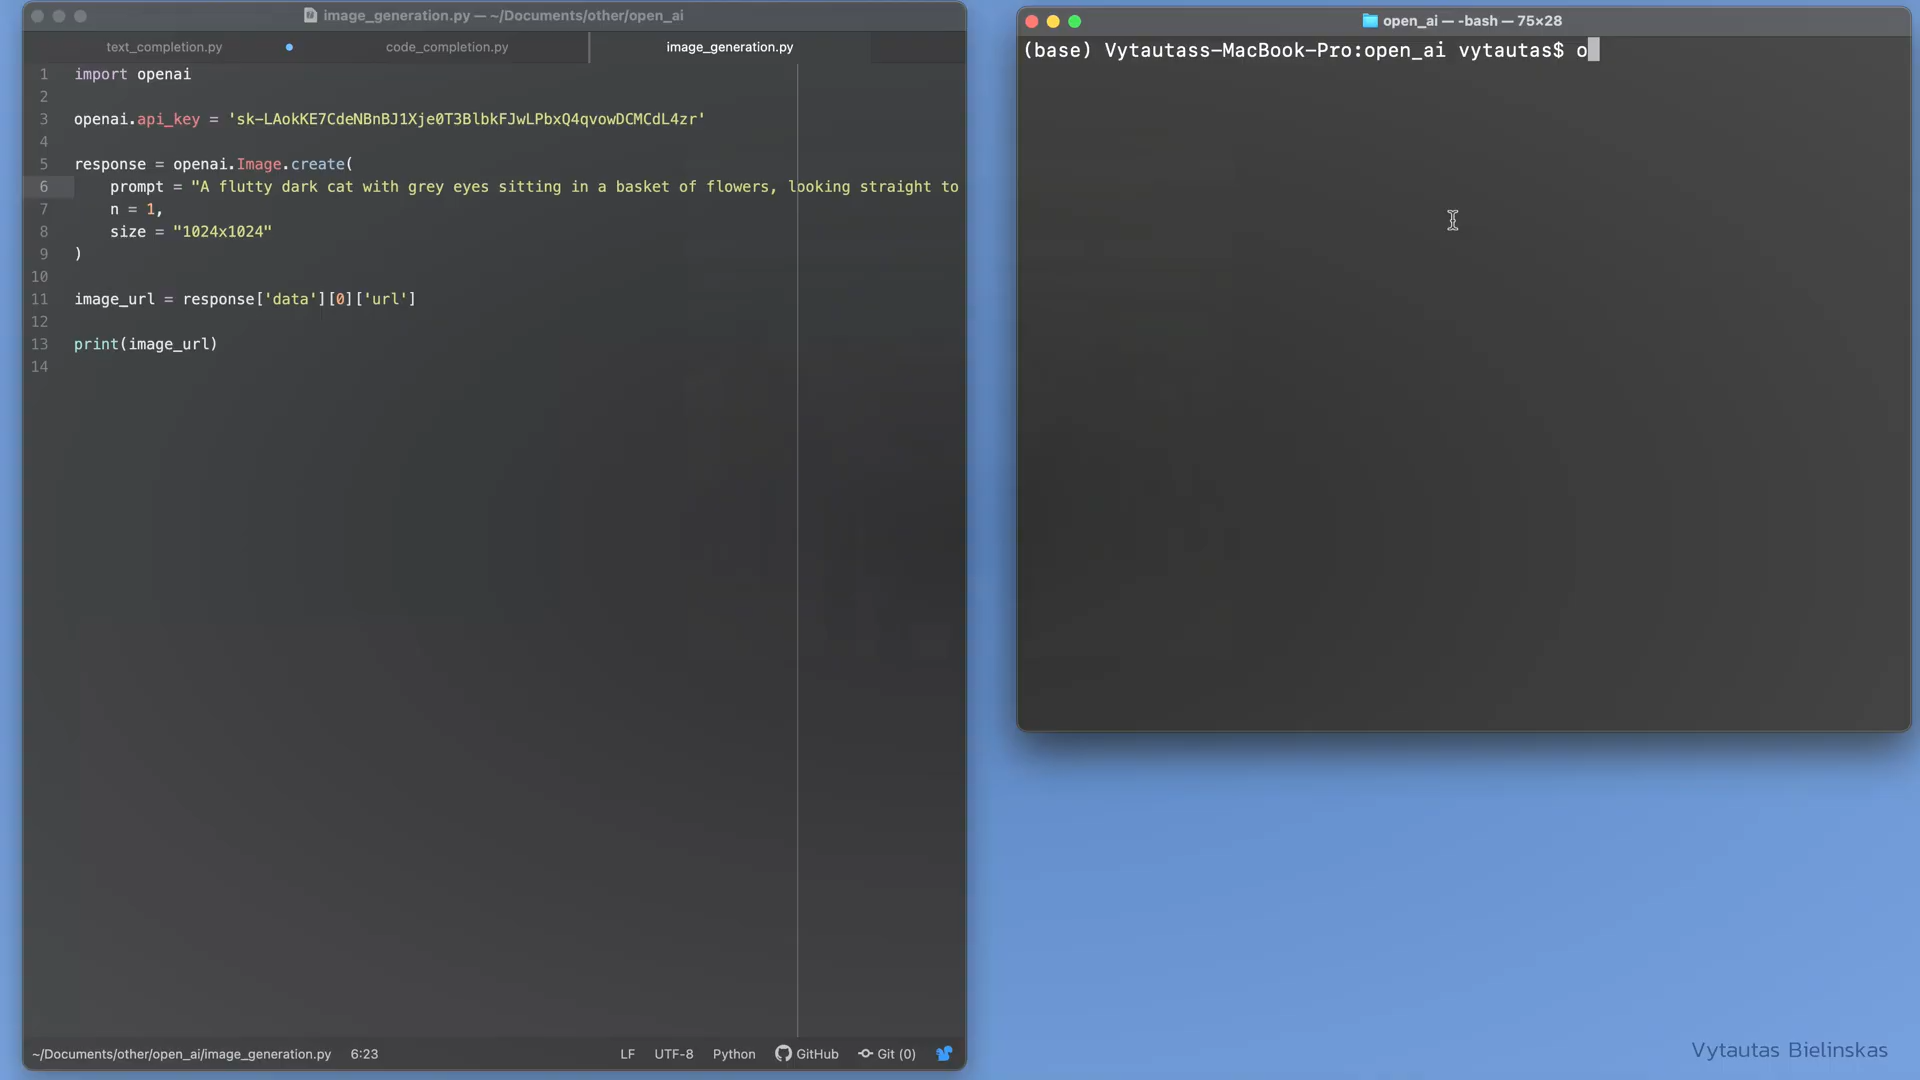 image_generation.py — ~/Documents/other/open_ai
text_completion.py
code_completion.py
image_generation.py
1 import openai
2
3 openai.api_key = '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'
4
5 response = openai.Image.create(
6 prompt = "A flutty dark cat with grey eyes sitting in a basket of flowers, looking straight to
7 n = 1,
8 size = "1024x1024"
9 )
10
11 image_url = response['data'][0]['url']
12
13 print(image_url)
14
~/Documents/other/open_ai/image_generation.py 6:23 LF UTF-8 Python GitHub Git (0)
open_ai — -bash — 75×28
(base) Vytautass-MacBook-Pro:open_ai vytautas$ o
Vytautas Bielinskas